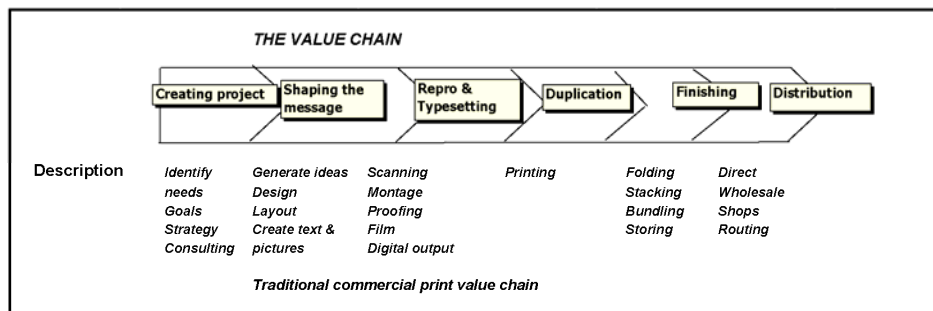 THE VALUE CHAIN
Creating project
Shaping the
message
Repro &
Typesetting
Duplication
Finishing
Distribution
Description
Identify
needs
Goals
Strategy
Consulting
Generate ideas
Design
Layout
Create text &
pictures
Scanning
Montage
Proofing
Film
Digital output
Printing
Folding
Stacking
Bundling
Storing
Direct
Wholesale
Shops
Routing
Traditional commercial print value chain